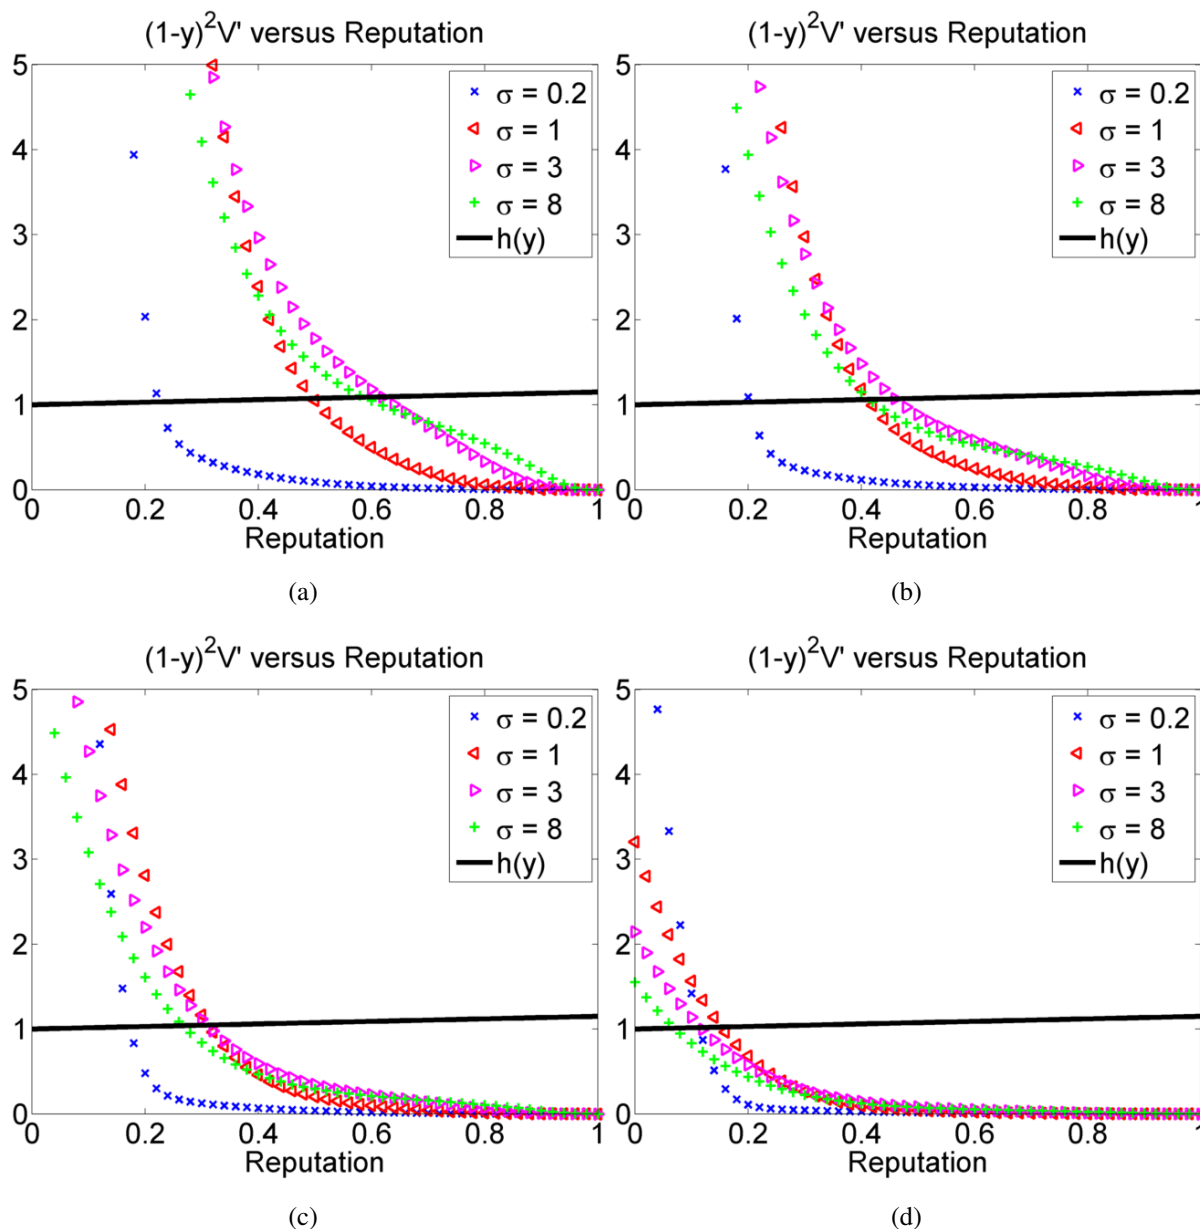 (1-y)²V' versus Reputation
5
4
3
2
1
0
0 0.2 0.4 0.6 0.8 1
Reputation
σ = 0.2
σ = 1
σ = 3
σ = 8
h(y)
(a)
(1-y)²V' versus Reputation
5
4
3
2
1
0
0 0.2 0.4 0.6 0.8 1
Reputation
σ = 0.2
σ = 1
σ = 3
σ = 8
h(y)
(b)
(1-y)²V' versus Reputation
5
4
3
2
1
0
0 0.2 0.4 0.6 0.8 1
Reputation
σ = 0.2
σ = 1
σ = 3
σ = 8
h(y)
(c)
(1-y)²V' versus Reputation
5
4
3
2
1
0
0 0.2 0.4 0.6 0.8 1
Reputation
σ = 0.2
σ = 1
σ = 3
σ = 8
h(y)
(d)